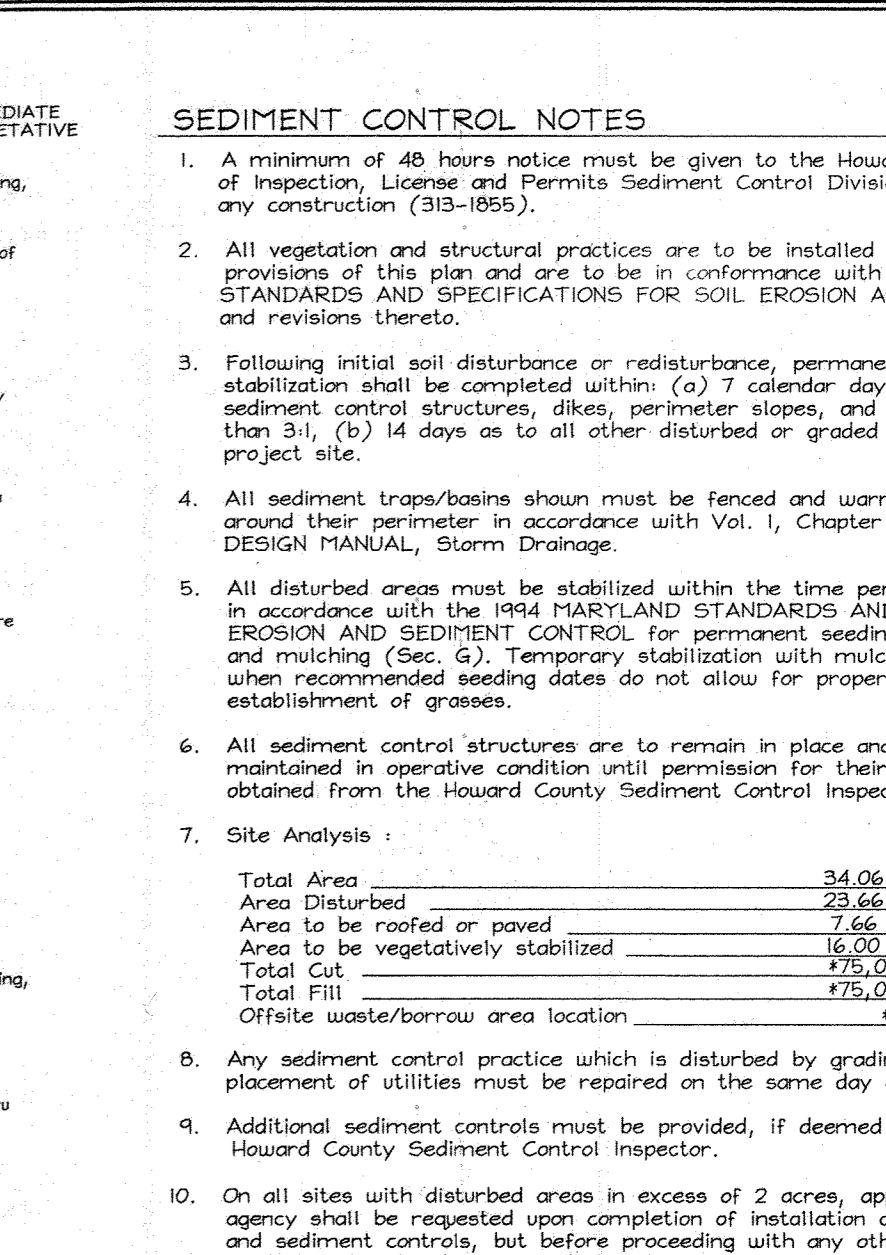 EDIATE
ETATIVE
ng,
of
re
ing,
SEDIMENT CONTROL NOTES
1. A minimum of 48 hours notice must be given to the Howa
of Inspection, License and Permits Sediment Control Divisi
any construction (313-1855).
2. All vegetation and structural practices are to be installed
provisions of this plan and are to be in conformance with
STANDARDS AND SPECIFICATIONS FOR SOIL EROSION A
and revisions thereto.
3. Following initial soil disturbance or redisturbance, permane
stabilization shall be completed within: (a) 7 calendar day
sediment control structures, dikes, perimeter slopes, and
than 3:1, (b) 14 days as to all other disturbed or graded
project site.
4. All sediment traps/basins shown must be fenced and warr
around their perimeter in accordance with Vol. 1, Chapter
DESIGN MANUAL, Storm Drainage.
5. All disturbed areas must be stabilized within the time per
in accordance with the 1994 MARYLAND STANDARDS AND
EROSION AND SEDIMENT CONTROL for permanent seedin
and mulching (Sec. G). Temporary stabilization with mulc
when recommended seeding dates do not allow for proper
establishment of grasses.
6. All sediment control structures are to remain in place and
maintained in operative condition until permission for their
obtained from the Howard County Sediment Control Inspec
7. Site Analysis :
Total Area 34.06
Area Disturbed 23.66
Area to be roofed or paved 7.66
Area to be vegetatively stabilized 16.00
Total Cut *75,0
Total Fill *75,0
Offsite waste/borrow area location *
8. Any sediment control practice which is disturbed by gradin
placement of utilities must be repaired on the same day
9. Additional sediment controls must be provided, if deemed
Howard County Sediment Control Inspector.
10. On all sites with disturbed areas in excess of 2 acres, ap
agency shall be requested upon completion of installation o
and sediment controls, but before proceeding with any oth